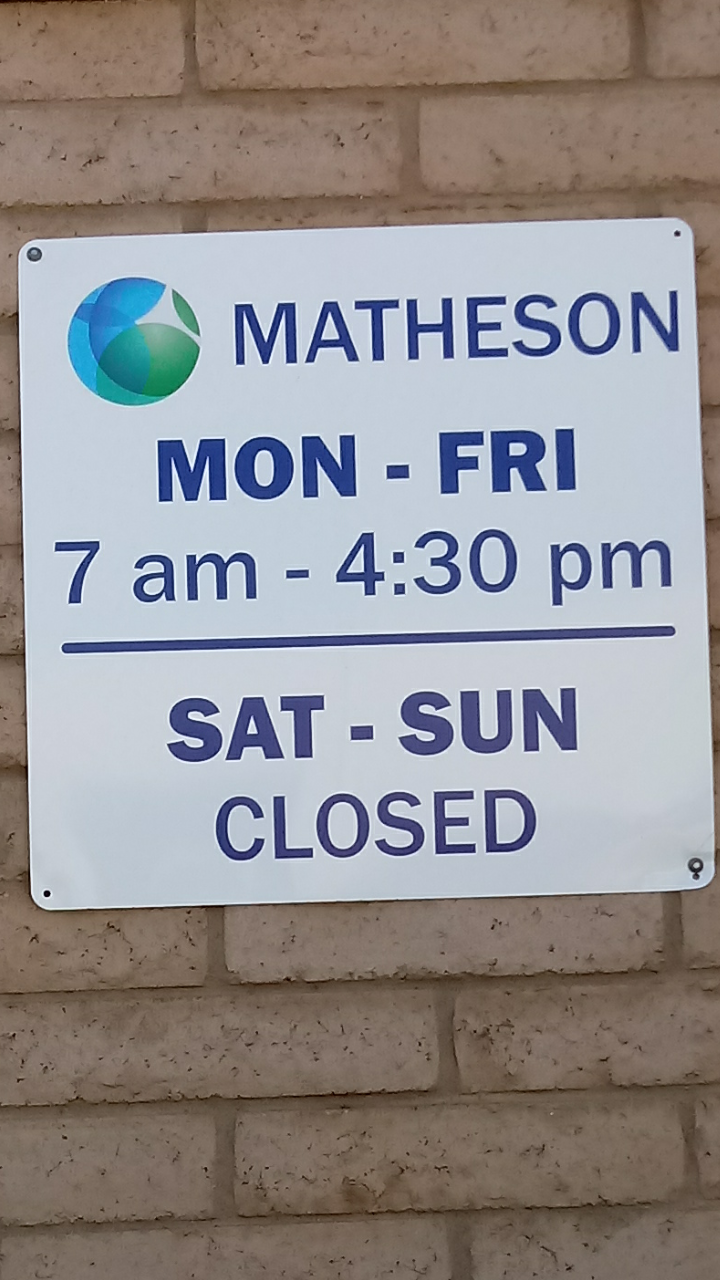 MATHESON
MON - FRI
7 am - 4:30 pm
SAT - SUN
CLOSED